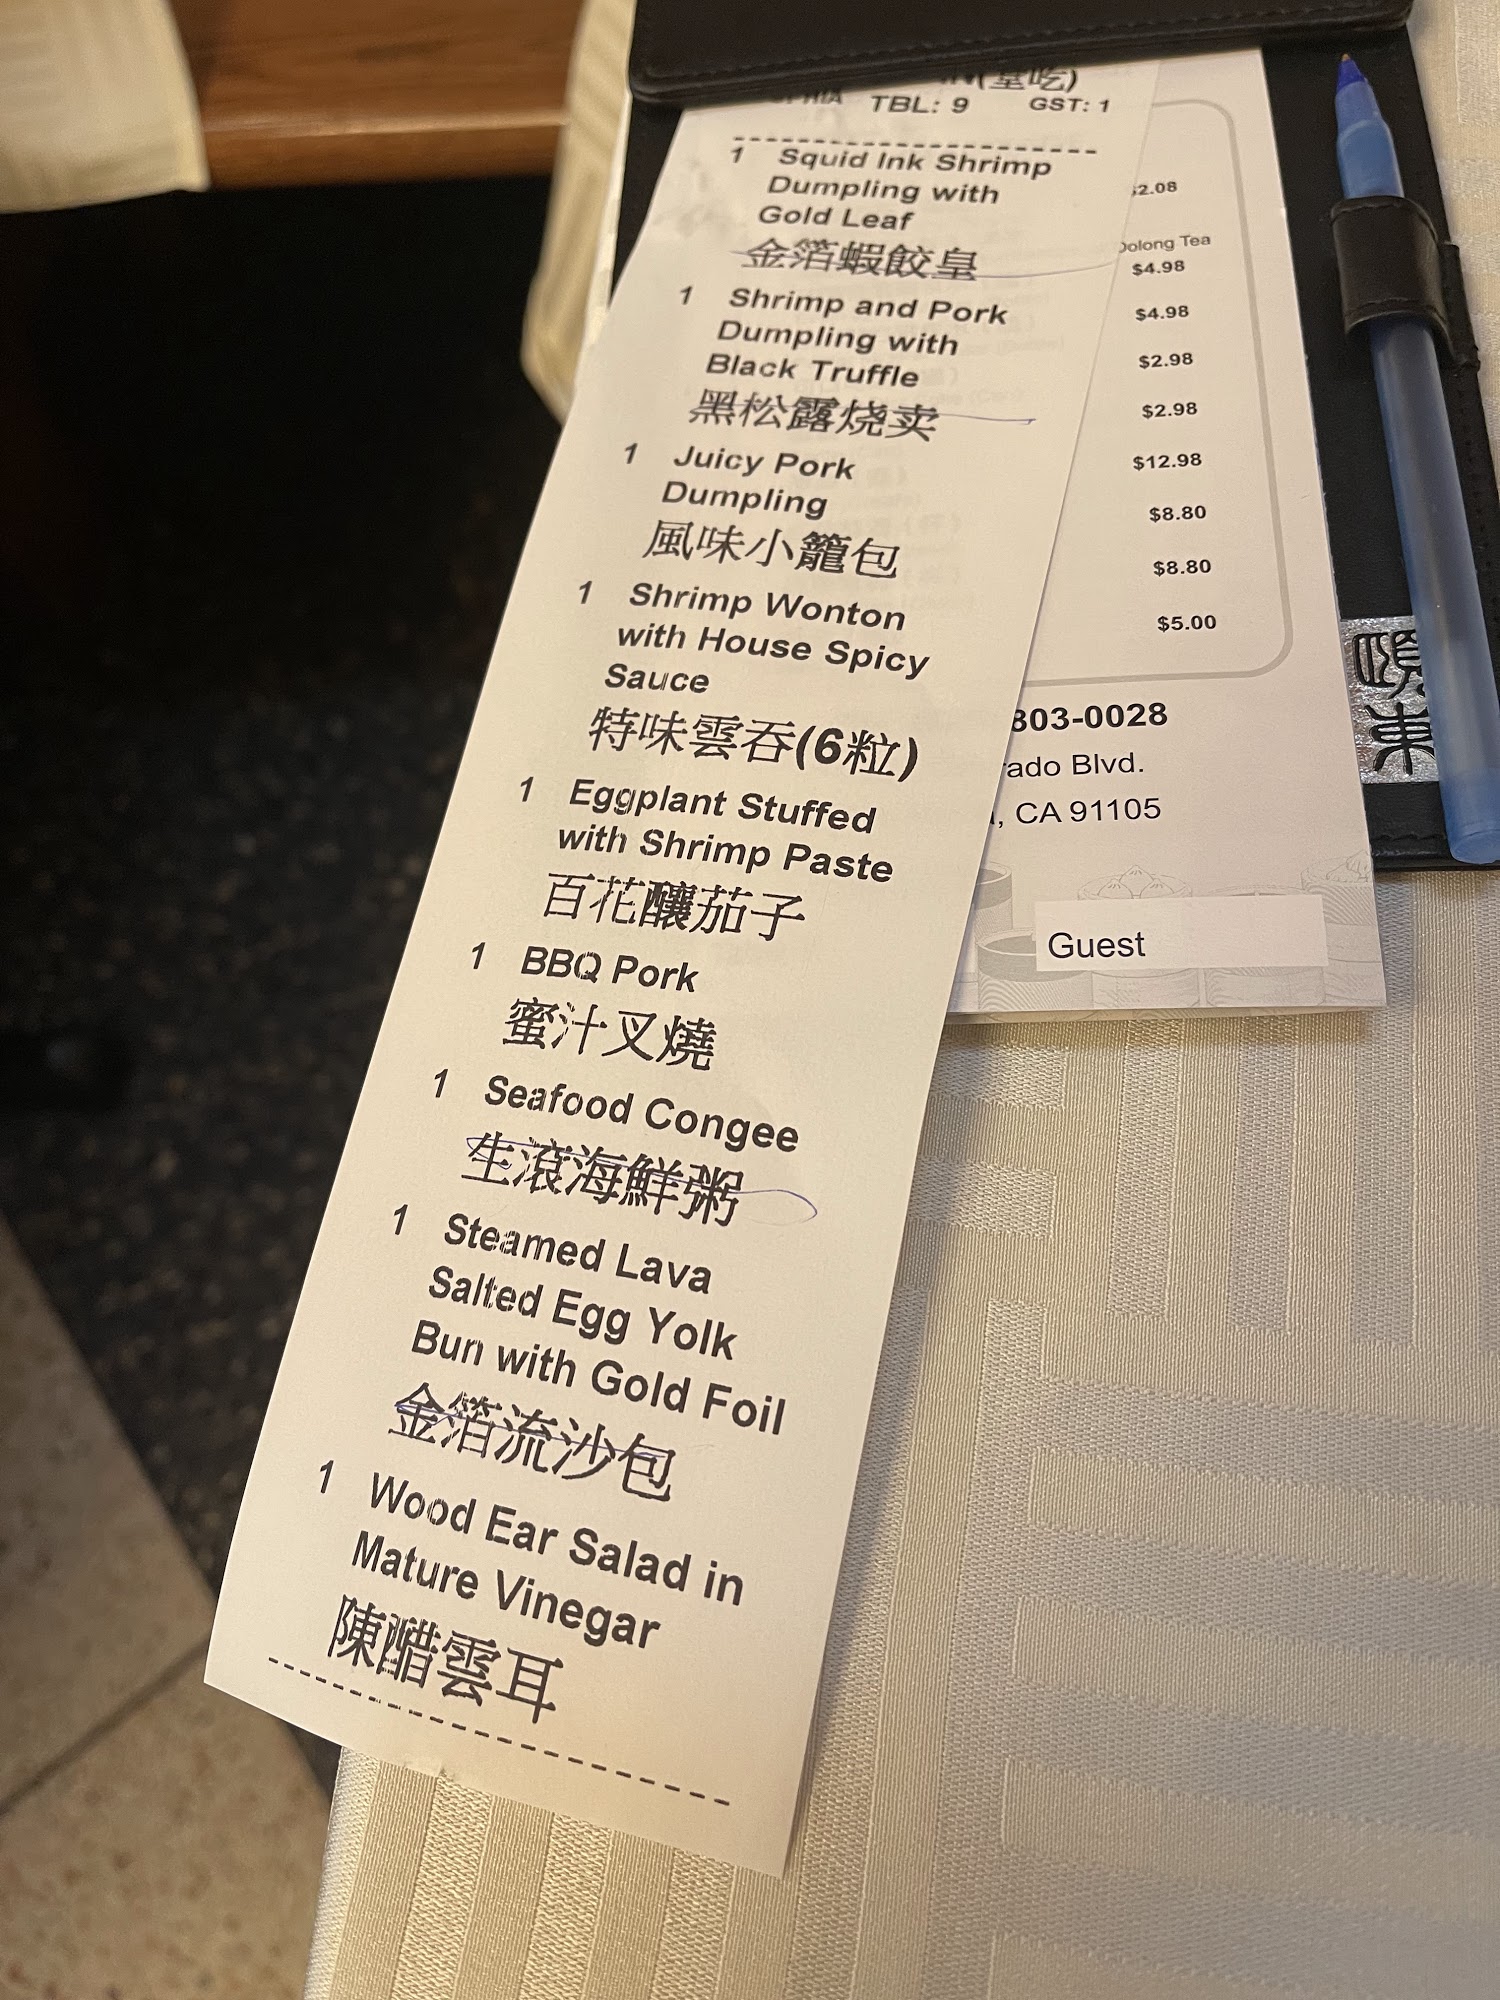 (堂吃)
TBL: 9 GST: 1
1 Squid Ink Shrimp
Dumpling with
Gold Leaf
金箔蝦餃皇
1 Shrimp and Pork
Dumpling with
Black Truffle
黑松露烧卖
1 Juicy Pork
Dumpling
風味小籠包
1 Shrimp Wonton
with House Spicy
Sauce
特味雲吞(6粒)
1 Eggplant Stuffed
with Shrimp Paste
百花釀茄子
1 BBQ Pork
蜜汁叉燒
1 Seafood Congee
生滾海鮮粥
1 Steamed Lava
Salted Egg Yolk
Bun with Gold Foil
金箔流沙包
1 Wood Ear Salad in
Mature Vinegar
陳醋雲耳
$2.08
Oolong Tea
$4.98
$4.98
$2.98
$2.98
$12.98
$8.80
$8.80
$5.00
803-0028
Blvd.
, CA 91105
Guest